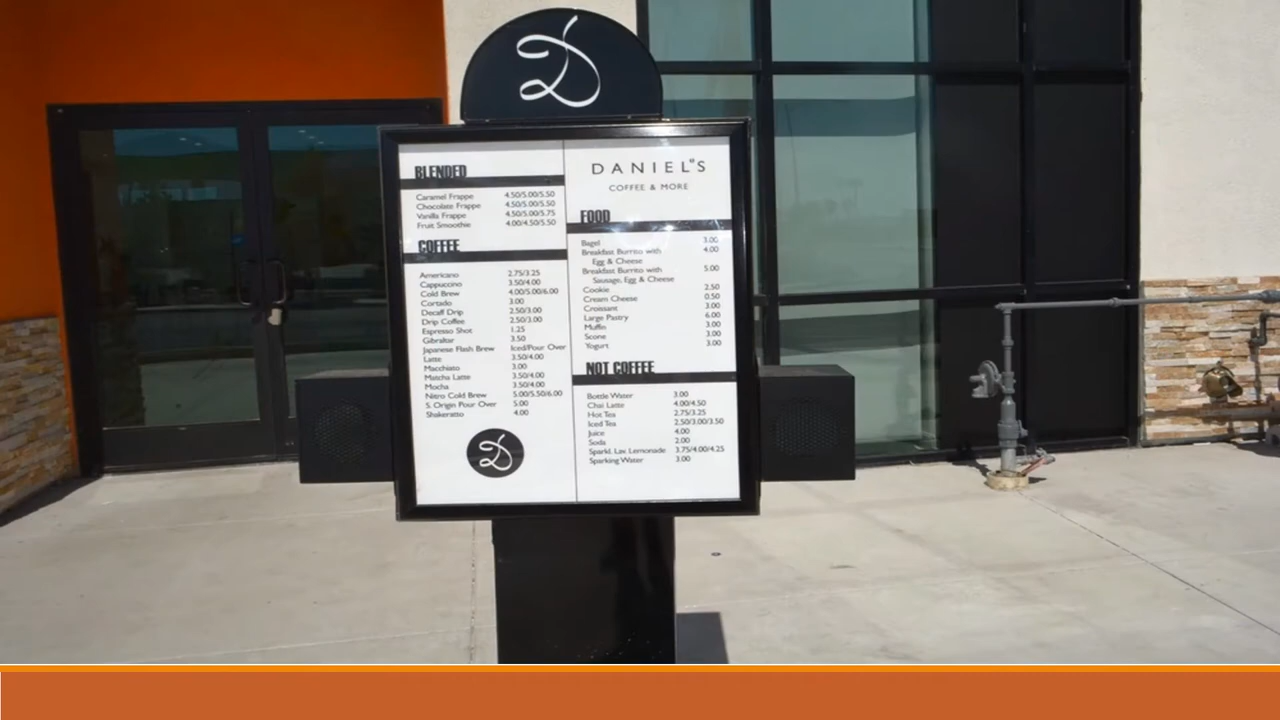 D
BLENDED
Caramel Frappe 4.50/5.00/5.50
Chocolate Frappe 4.50/5.00/5.50
Vanilla Frappe 4.50/5.00/5.75
Fruit Smoothie 4.00/4.50/5.50
COFFEE
Americano 2.75/3.25
Cappuccino 3.50/4.00
Cold Brew 4.00/5.00/6.00
Cortado 3.00
Decaff Drip 2.50/3.00
Drip Coffee 2.50/3.00
Espresso Shot 1.25
Gibraltar 3.50
Japanese Flash Brew Iced/Pour Over
Latte 3.50/4.00
Macchiato 3.00
Matcha Latte 3.50/4.00
Mocha 3.50/4.00
Nitro Cold Brew 5.00/5.50/6.00
S. Origin Pour Over 5.00
Shakeratto 4.00
D
DANIEL"S
COFFEE & MORE
FOOD
Bagel 3.00
Breakfast Burrito with 4.00
Egg & Cheese
Breakfast Burrito with 5.00
Sausage, Egg & Cheese
Cookie 2.50
Cream Cheese 0.50
Croissant 3.00
Large Pastry 6.00
Muffin 3.00
Scone 3.00
Yogurt 3.00
NOT COFFEE
Bottle Water 3.00
Chai Latte 4.00/4.50
Hot Tea 2.75/3.25
Iced Tea 2.50/3.00/3.50
Juice 4.00
Soda 2.00
Sparkl. Lav. Lemonade 3.75/4.00/4.25
Sparking Water 3.00